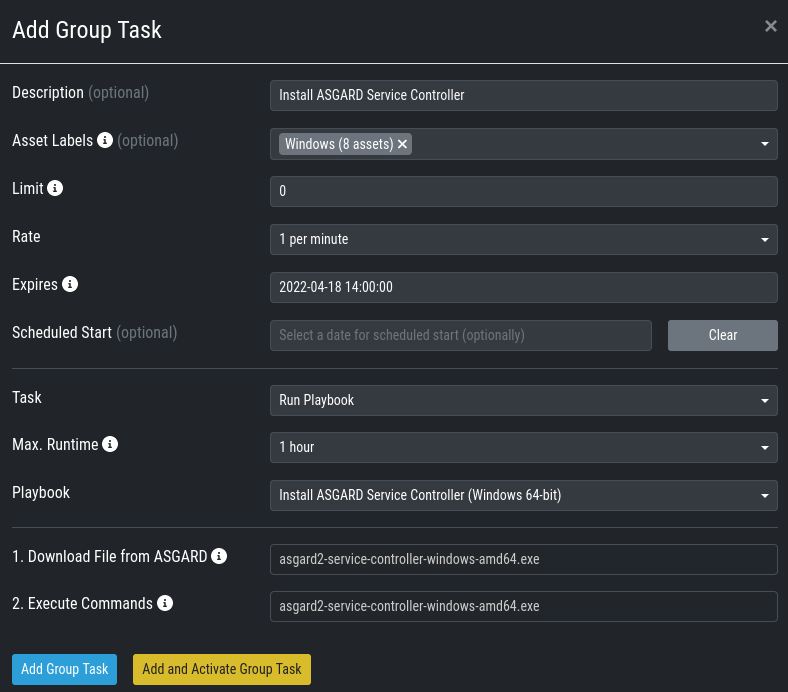 Add Group Task ×
Description (optional) Install ASGARD Service Controller
Asset Labels (optional) Windows (8 assets) ×
Limit 0
Rate 1 per minute
Expires 2022-04-18 14:00:00
Scheduled Start (optional) Select a date for scheduled start (optionally) Clear
Task Run Playbook
Max. Runtime 1 hour
Playbook Install ASGARD Service Controller (Windows 64-bit)
1. Download File from ASGARD asgard2-service-controller-windows-amd64.exe
2. Execute Commands asgard2-service-controller-windows-amd64.exe
Add Group Task Add and Activate Group Task